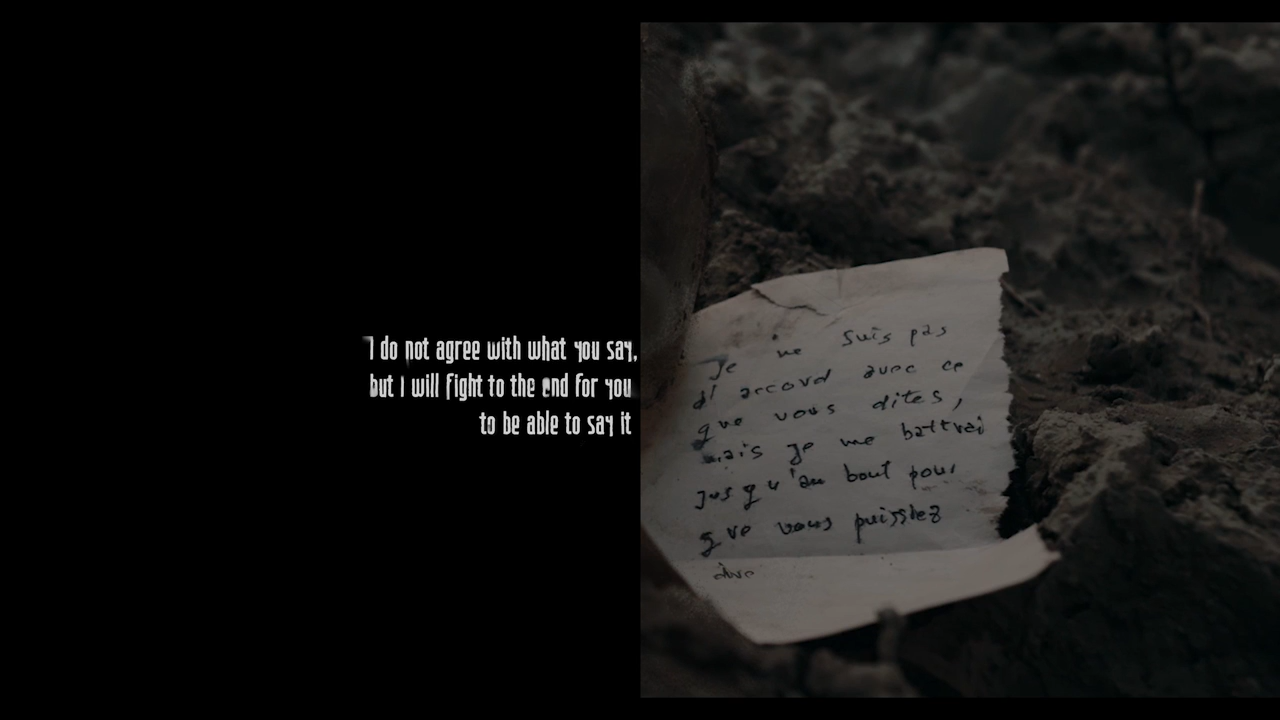 I do not agree with what you say,
but I will fight to the end for you
to be able to say it
Je ne suis pas
d'accord avec ce
que vous dites,
mais je me battrai
jusqu'au bout pour
que vous puissiez
dire